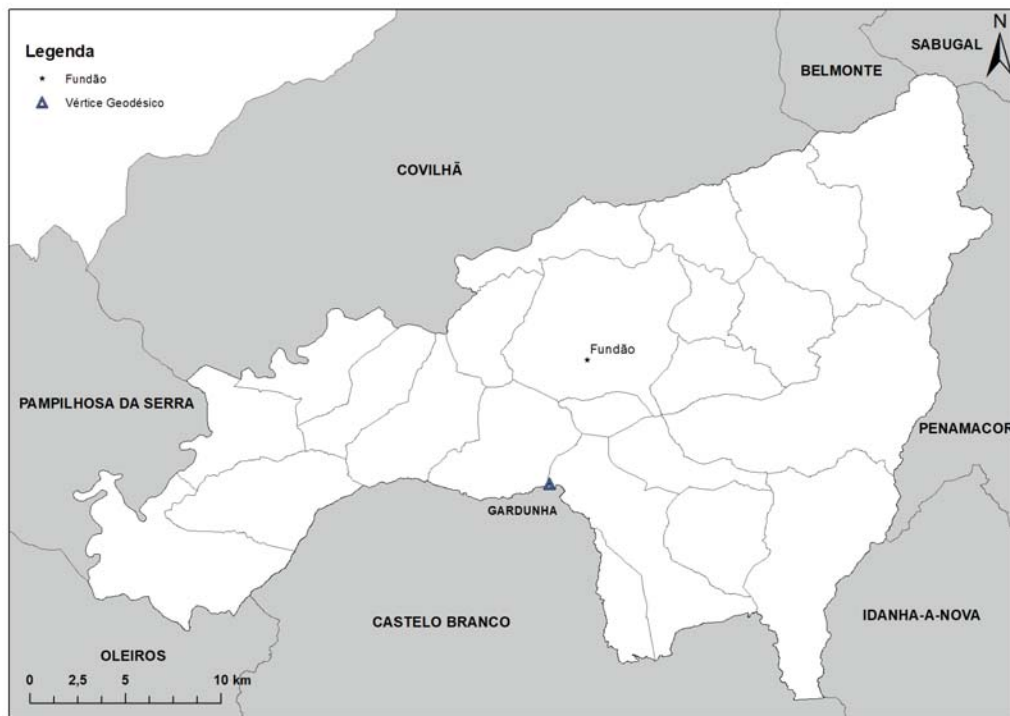 Legenda
Fundão
Vértice Geodésico
N
SABUGAL
BELMONTE
COVILHÃ
Fundão
PAMPILHOSA DA SERRA
PENAMACOR
GARDUNHA
IDANHA-A-NOVA
CASTELO BRANCO
OLEIROS
0 2,5 5 10 km